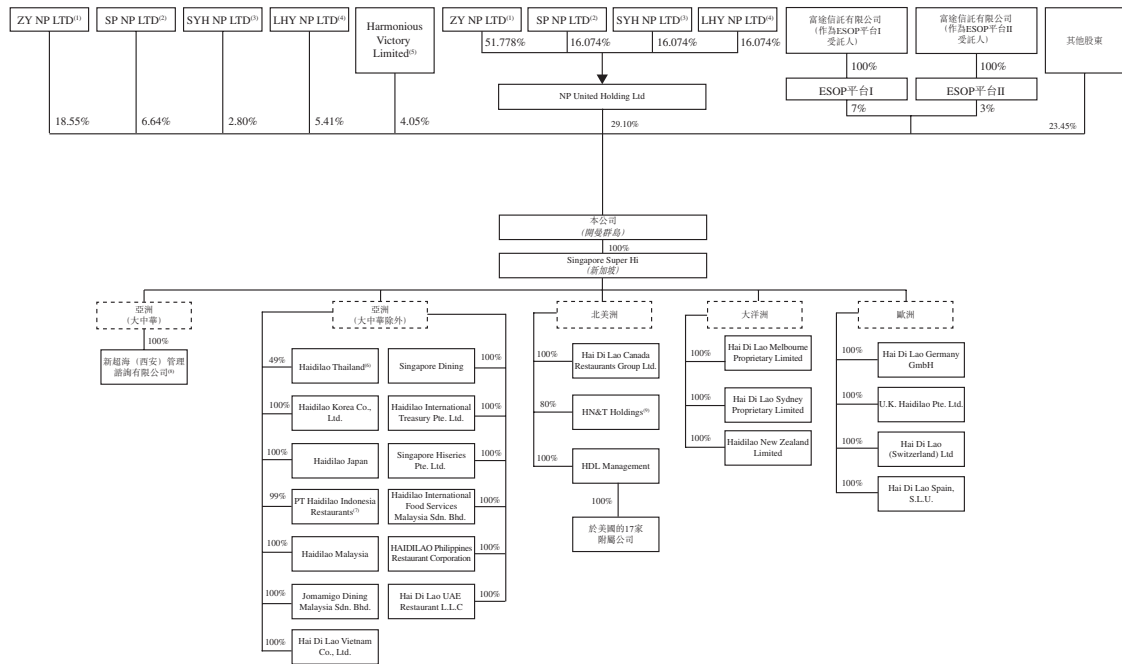 ZY NP LTD(1)
SP NP LTD(2)
SYH NP LTD(3)
LHY NP LTD(4)
Harmonious
Victory
Limited(5)
ZY NP LTD(1)
SP NP LTD(2)
SYH NP LTD(3)
LHY NP LTD(4)
富途信託有限公司
(作為ESOP平台I
受託人)
富途信託有限公司
(作為ESOP平台II
受託人)
其他股東
51.778%
16.074%
16.074%
16.074%
100%
100%
NP United Holding Ltd
ESOP平台I
ESOP平台II
7%
3%
18.55%
6.64%
2.80%
5.41%
4.05%
29.10%
23.45%
本公司
(開曼群島)
100%
Singapore Super Hi
(新加坡)
亞洲
(大中華)
100%
新超海(西安)管理
諮詢有限公司(8)
亞洲
(大中華除外)
49%
Haidilao Thailand(6)
100%
Haidilao Korea Co.,
Ltd.
100%
Haidilao Japan
99%
PT Haidilao Indonesia
Restaurants(7)
100%
Haidilao Malaysia
100%
Jomamigo Dining
Malaysia Sdn. Bhd.
100%
Hai Di Lao Vietnam
Co., Ltd.
Singapore Dining
100%
Haidilao International
Treasury Pte. Ltd.
100%
Singapore Hiseries
Pte. Ltd.
100%
Haidilao International
Food Services
Malaysia Sdn. Bhd.
100%
HAIDILAO Philippines
Restaurant Corporation
100%
Hai Di Lao UAE
Restaurant L.L.C
100%
北美洲
100%
Hai Di Lao Canada
Restaurants Group Ltd.
80%
HN&T Holdings(9)
100%
HDL Management
100%
於美國的17家
附屬公司
大洋洲
100%
Hai Di Lao Melbourne
Proprietary Limited
100%
Hai Di Lao Sydney
Proprietary Limited
100%
Haidilao New Zealand
Limited
歐洲
100%
Hai Di Lao Germany
GmbH
100%
U.K. Haidilao Pte. Ltd.
100%
Hai Di Lao
(Switzerland) Ltd
100%
Hai Di Lao Spain,
S.L.U.